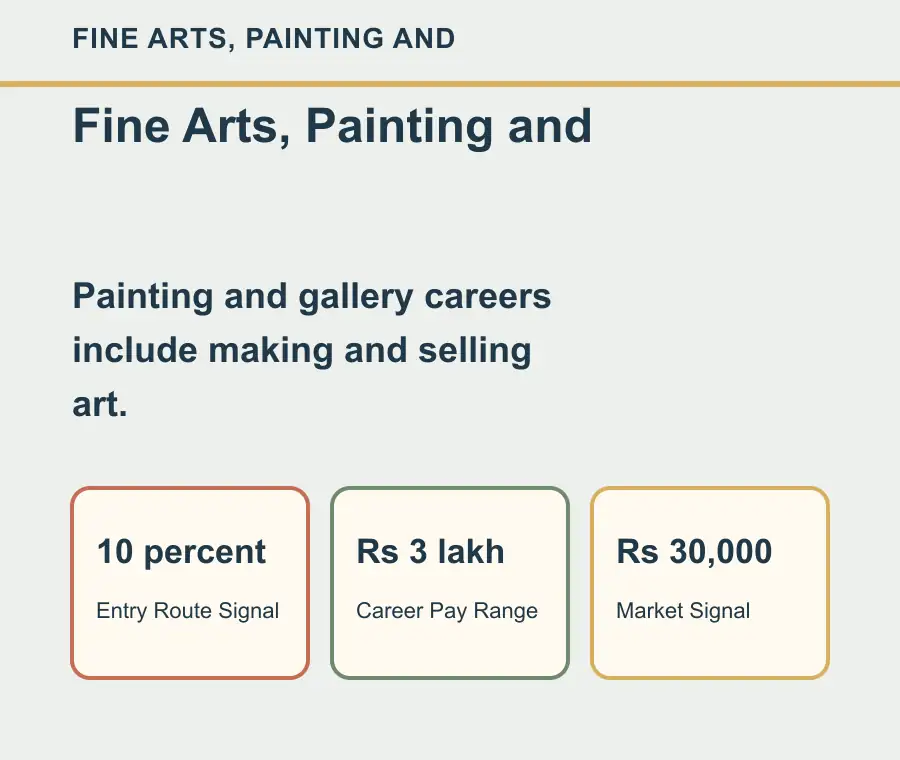 FINE ARTS, PAINTING AND
Fine Arts, Painting and
Painting and gallery careers
include making and selling
art.
10 percent
Entry Route Signal
Rs 3 lakh
Career Pay Range
Rs 30,000
Market Signal